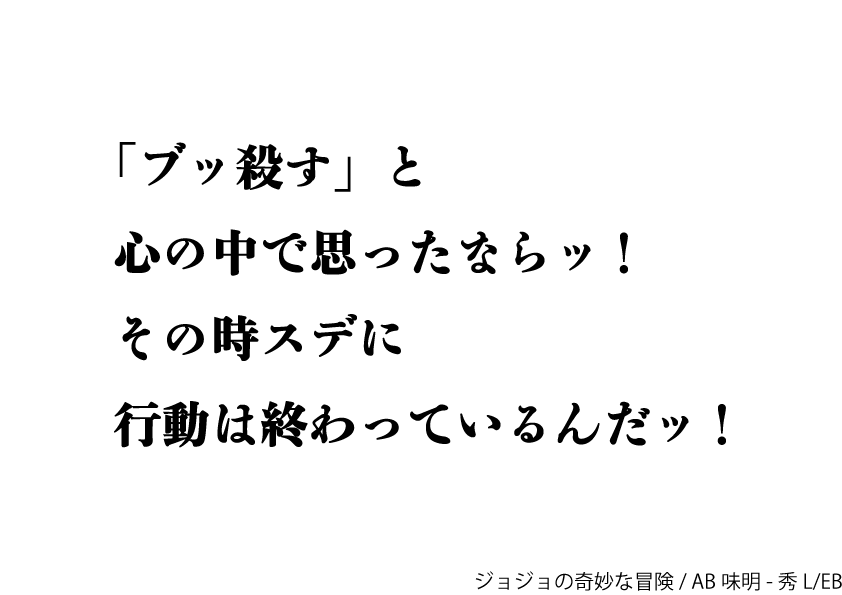 「ブッ殺す」と
心の中で思ったならッ！
その時スデに
行動は終わっているんだッ！
ジョジョの奇妙な冒険 / AB 味明 - 秀 L/EB